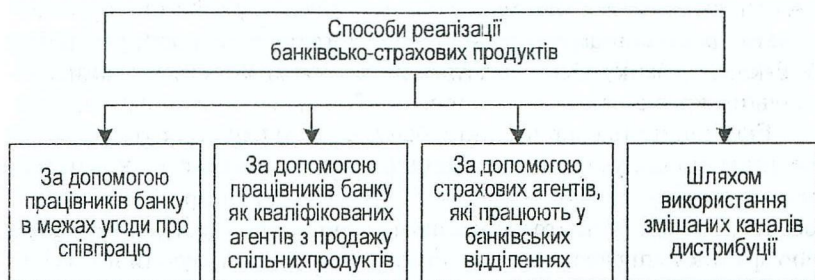 Способи реалізації
банківсько-страхових продуктів
За допомогою
працівників банку
в межах угоди про
співпрацю
За допомогою
працівників банку
як кваліфікованих
агентів з продажу
спільнихпродуктів
За допомогою
страхових агентів,
які працюють у
банківських
відділеннях
Шляхом
використання
змішаних каналів
дистрибуції